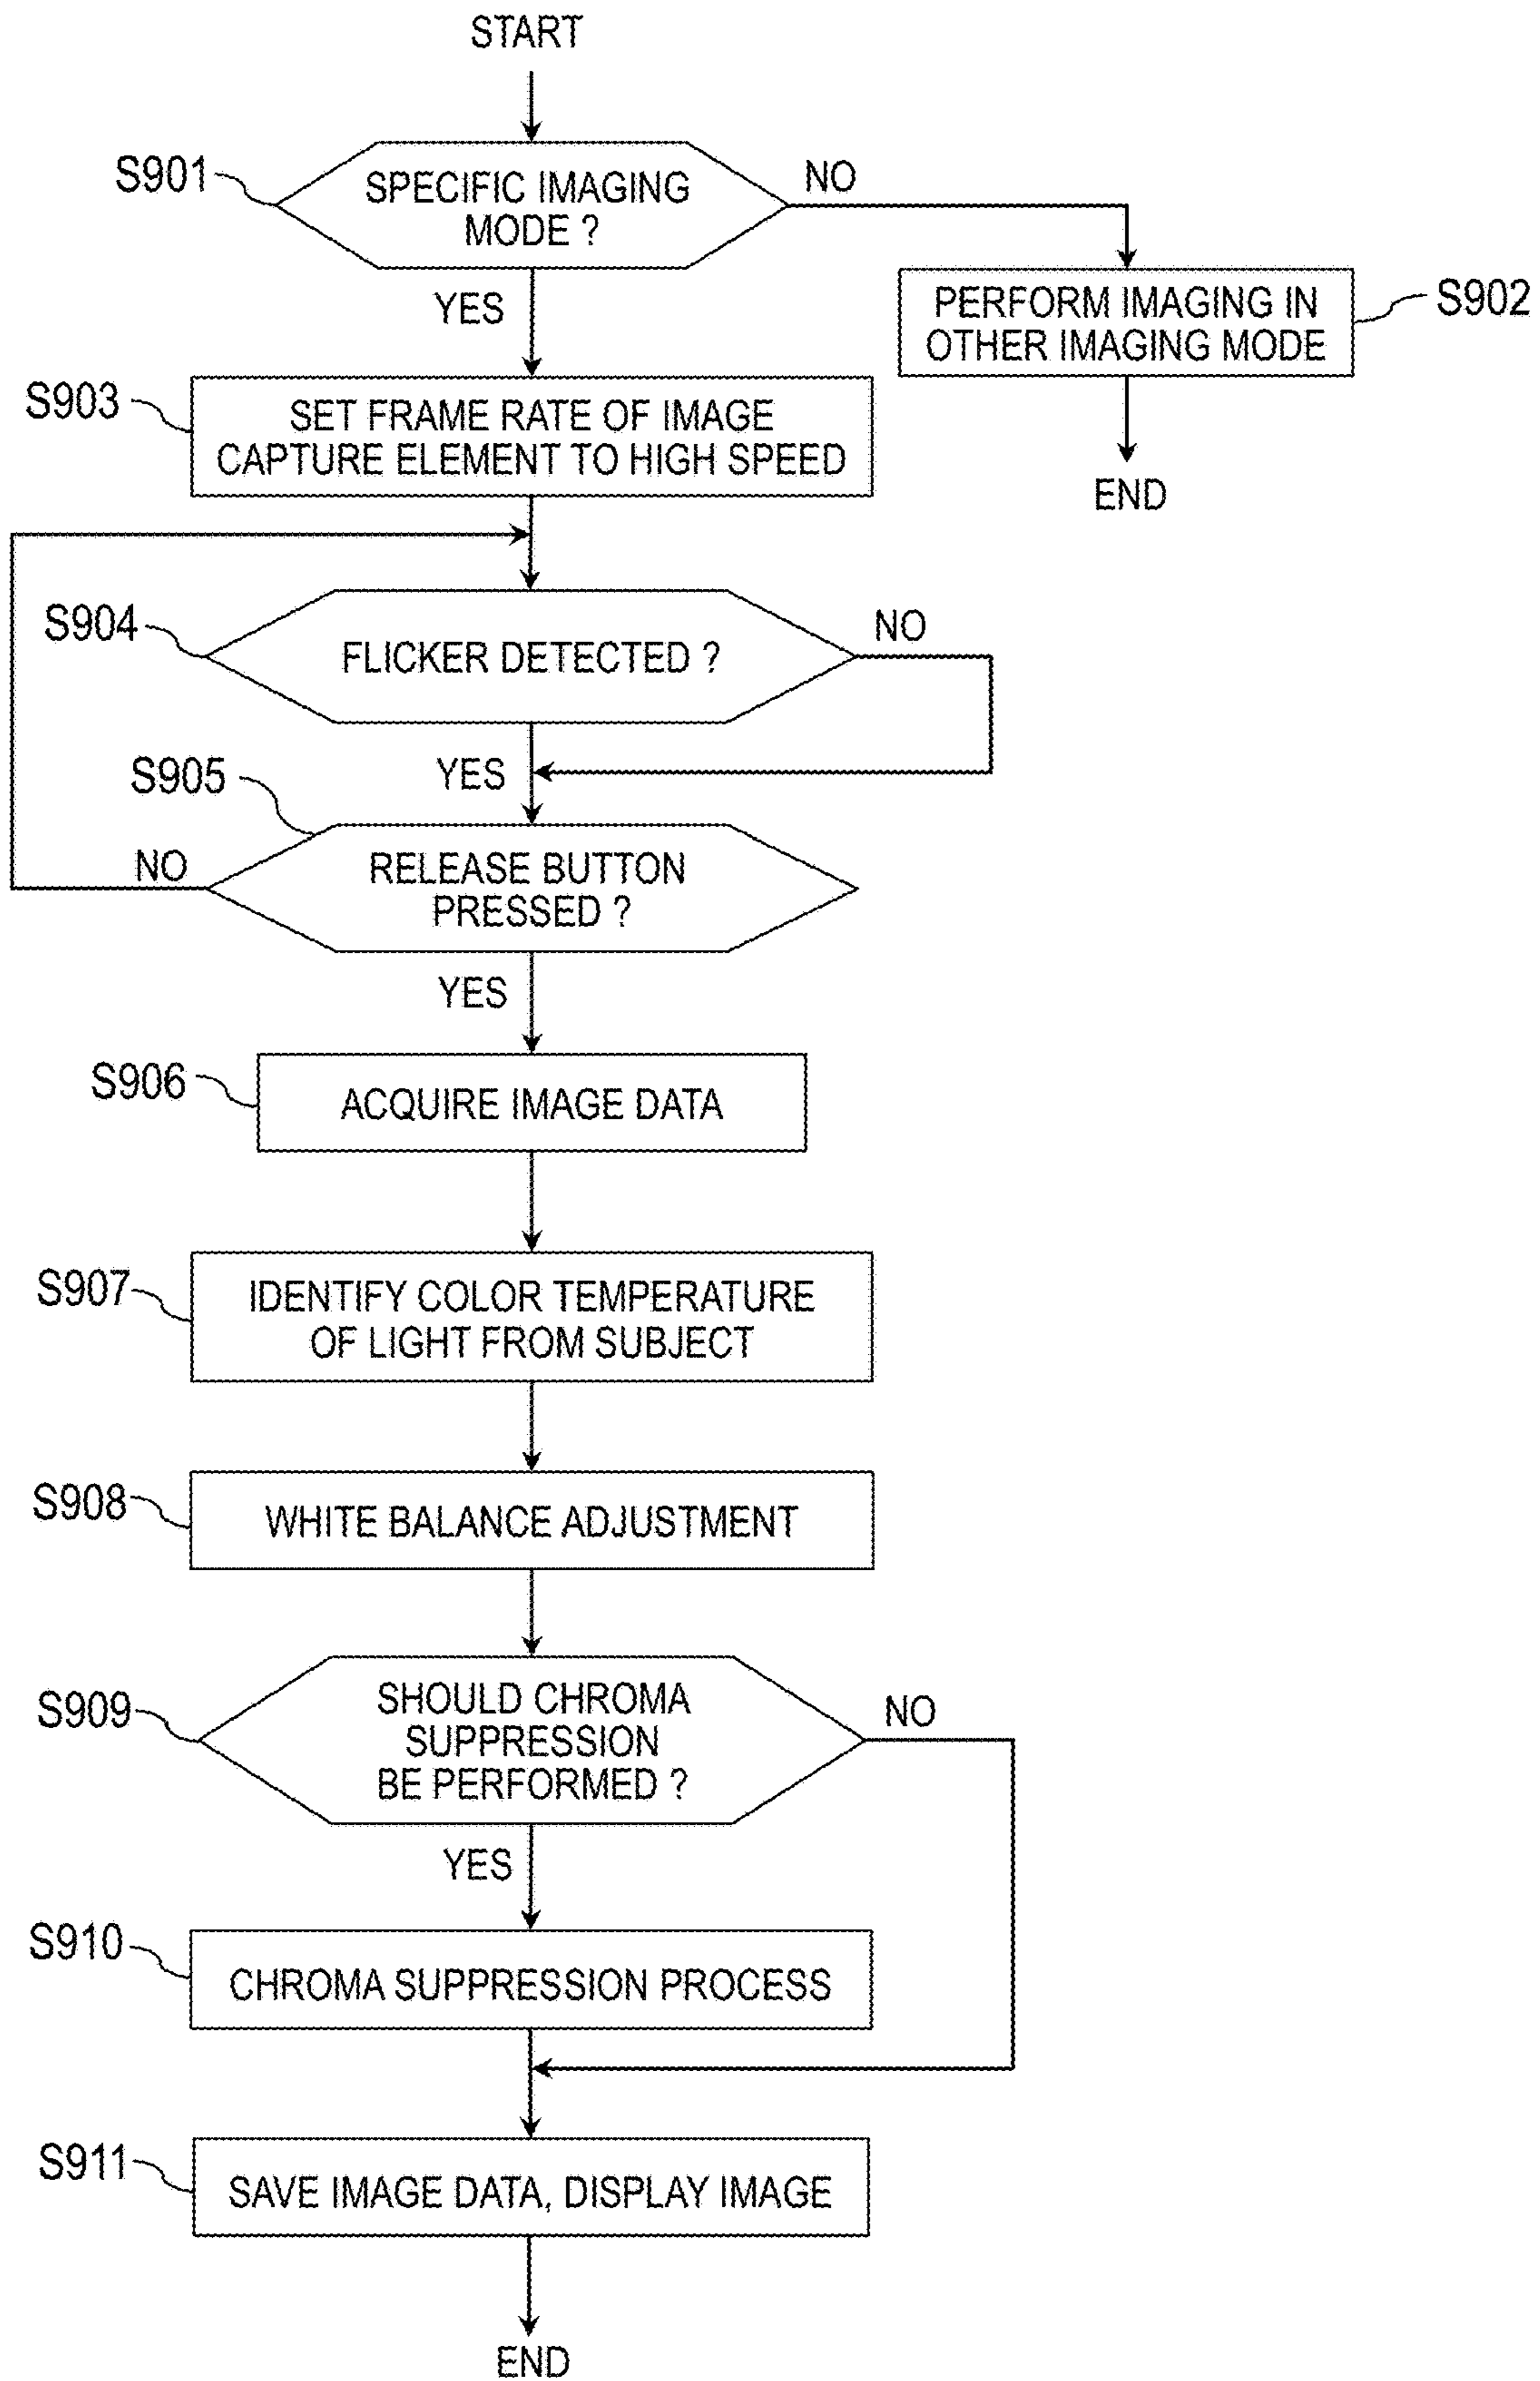 START
S901
SPECIFIC IMAGING
MODE ?
NO
YES
PERFORM IMAGING IN
OTHER IMAGING MODE
S902
END
S903
SET FRAME RATE OF IMAGE
CAPTURE ELEMENT TO HIGH SPEED
S904
FLICKER DETECTED ?
NO
YES
S905
RELEASE BUTTON
PRESSED ?
NO
YES
S906
ACQUIRE IMAGE DATA
S907
IDENTIFY COLOR TEMPERATURE
OF LIGHT FROM SUBJECT
S908
WHITE BALANCE ADJUSTMENT
S909
SHOULD CHROMA
SUPPRESSION
BE PERFORMED ?
NO
YES
S910
CHROMA SUPPRESSION PROCESS
S911
SAVE IMAGE DATA, DISPLAY IMAGE
END